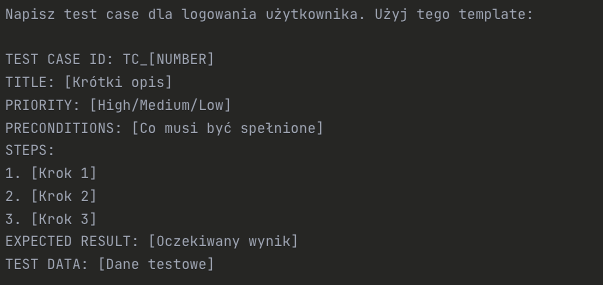 Napisz test case dla logowania użytkownika. Użyj tego template:
TEST CASE ID: TC_[NUMBER]
TITLE: [Krótki opis]
PRIORITY: [High/Medium/Low]
PRECONDITIONS: [Co musi być spełnione]
STEPS:
1. [Krok 1]
2. [Krok 2]
3. [Krok 3]
EXPECTED RESULT: [Oczekiwany wynik]
TEST DATA: [Dane testowe]